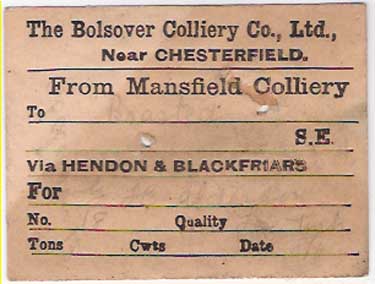 The Bolsover Colliery Co., Ltd.,
Near CHESTERFIELD.
From Mansfield Colliery
To
S.E.
Via HENDON & BLACKFRIARS
For
No. Quality
Tons Cwts Date